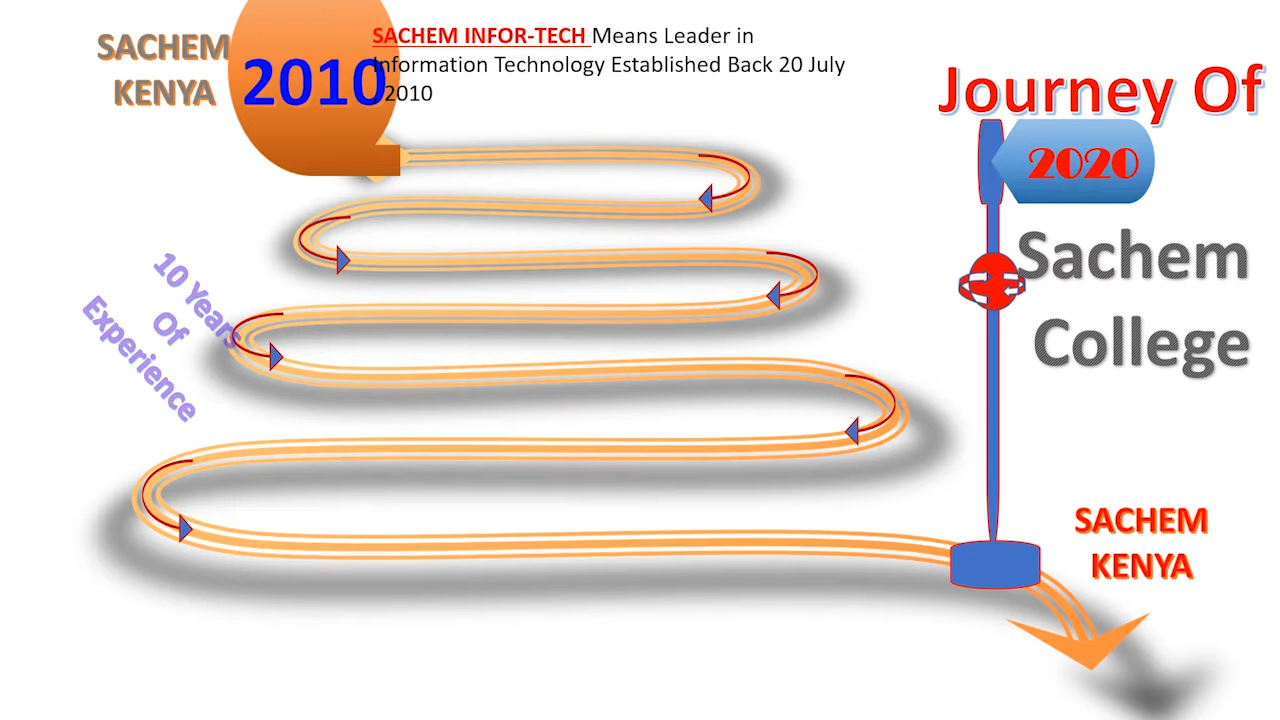 SACHEM
KENYA
2010
SACHEM INFOR-TECH Means Leader in
Information Technology Established Back 20 July
, 2010
Journey Of
2020
Sachem
College
10 Years
Of
Experience
SACHEM
KENYA